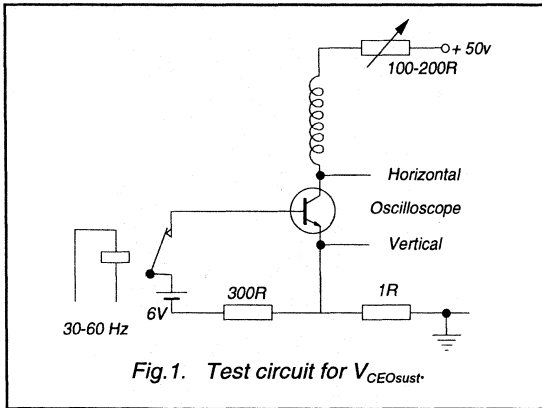 + 50v
100-200R
Horizontal
Oscilloscope
Vertical
300R
1R
6V
30-60 Hz
Fig.1. Test circuit for VCEOsust.